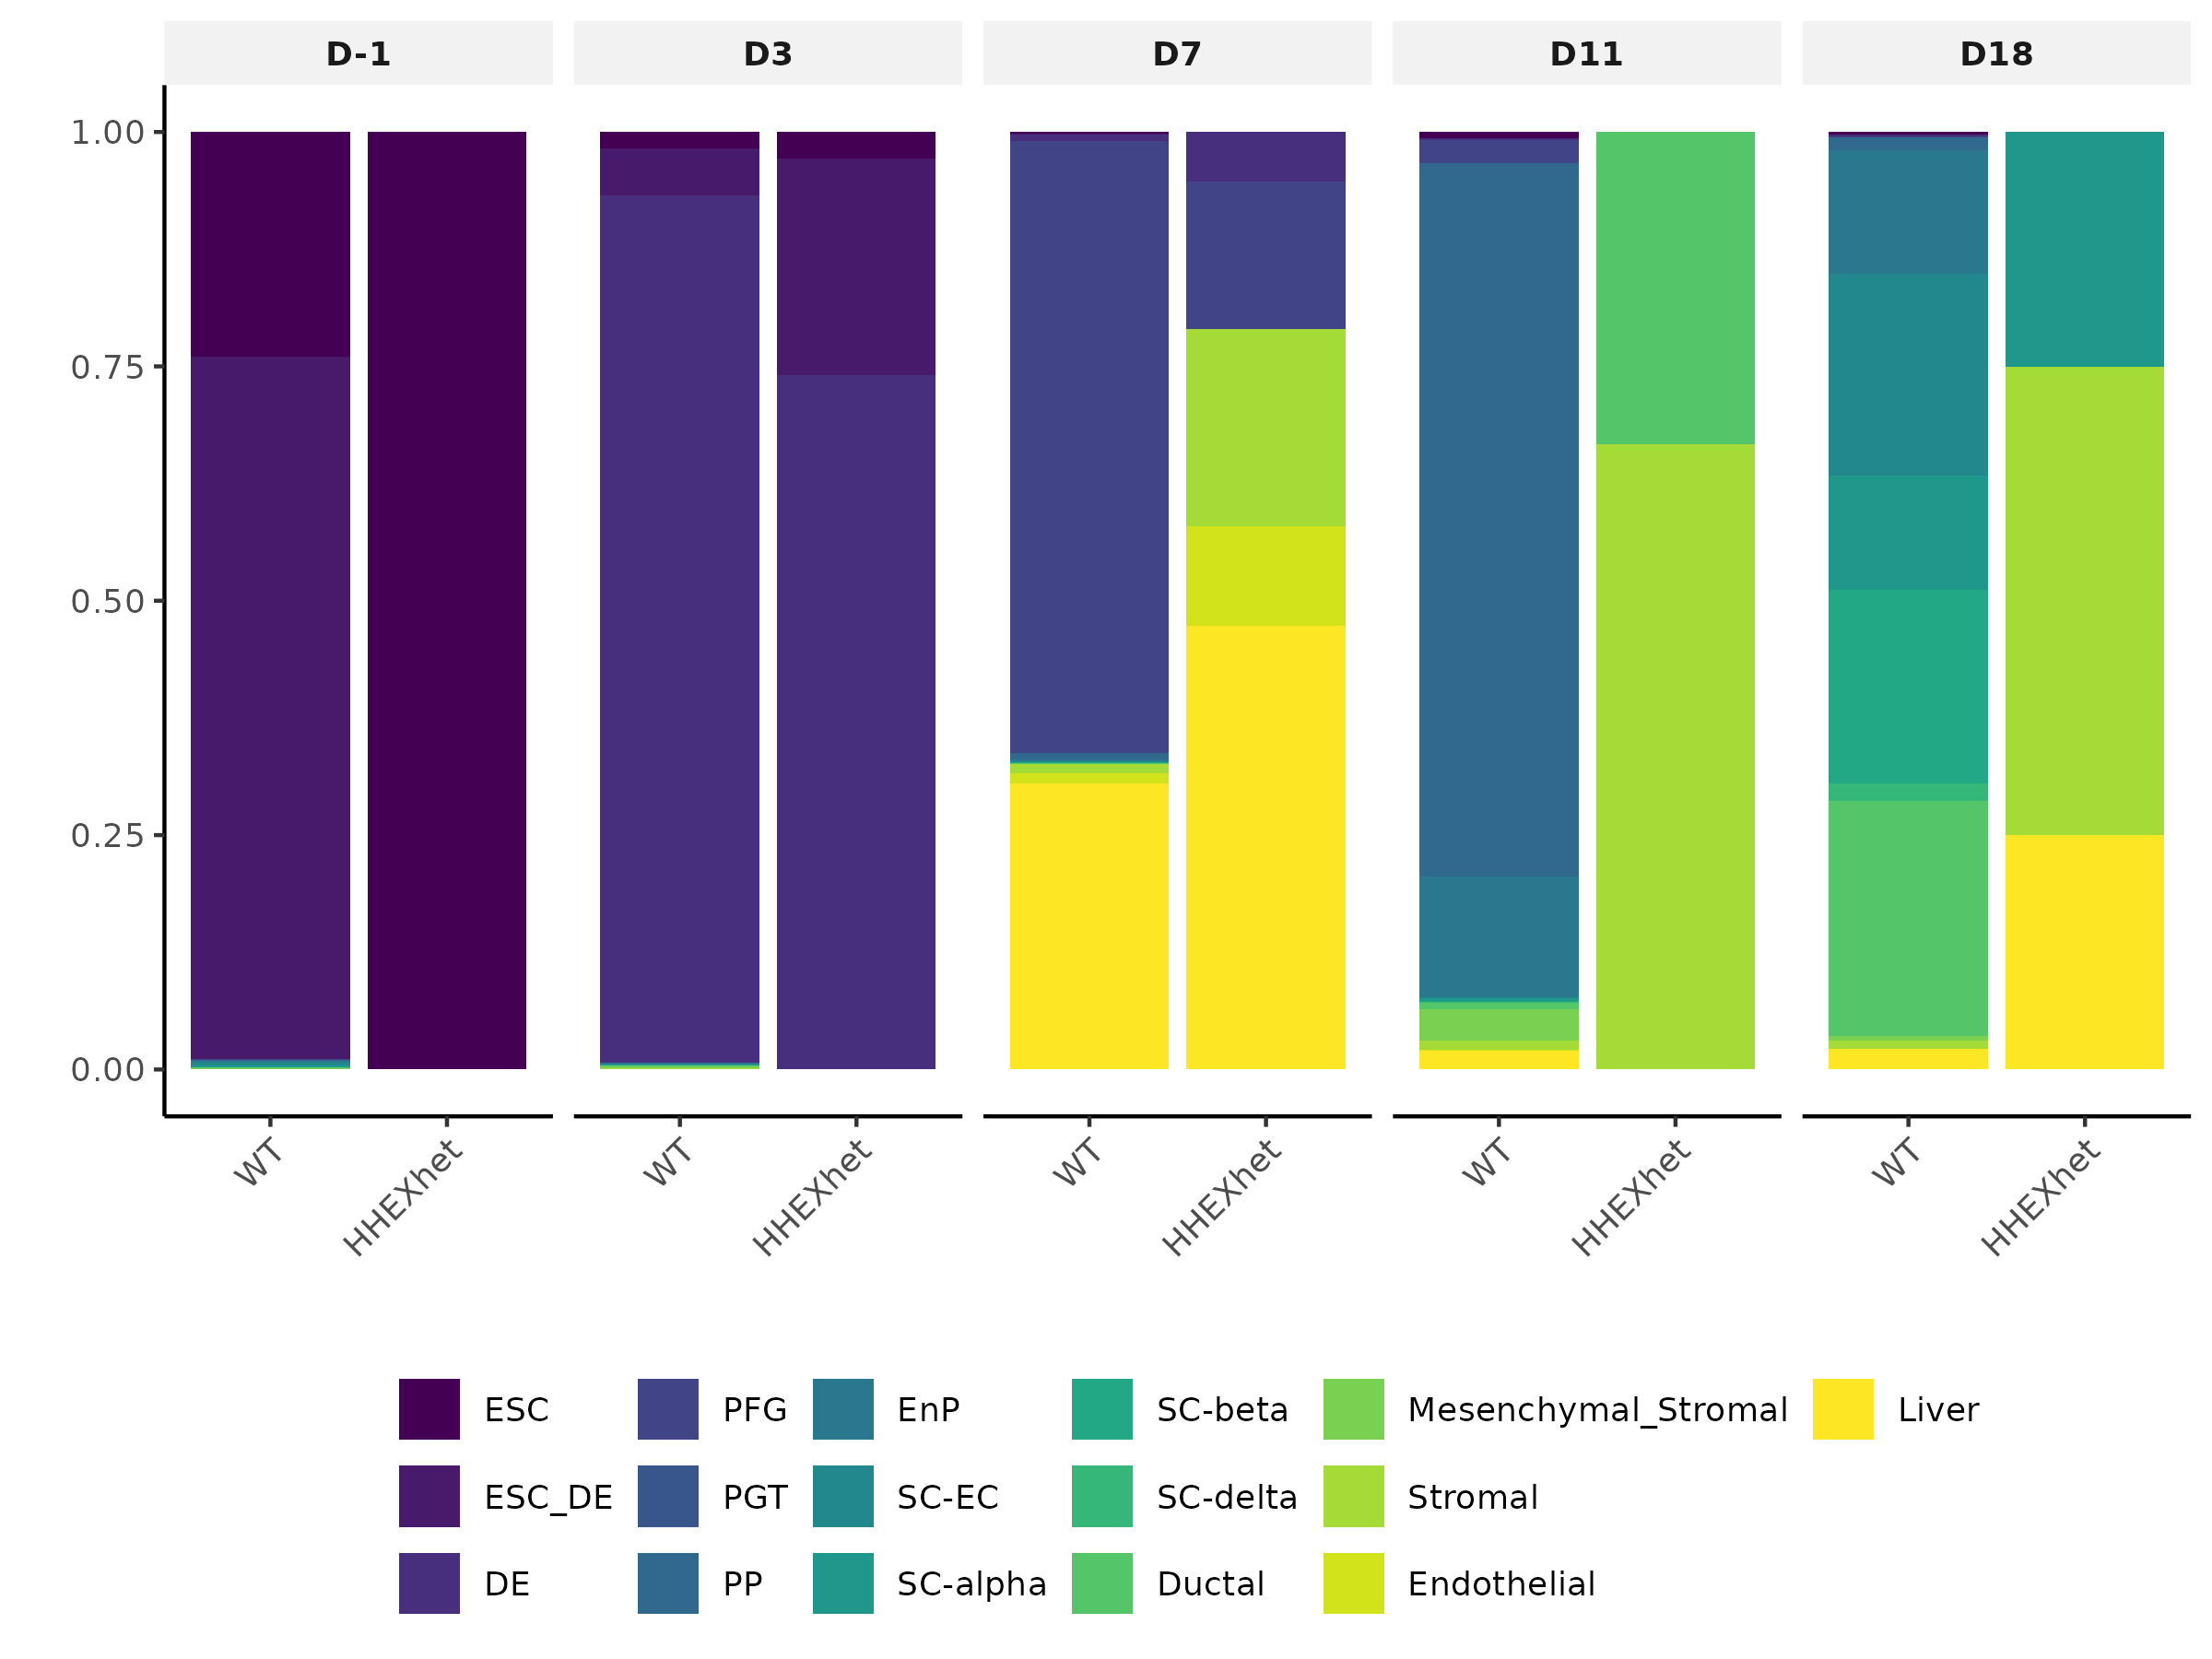 D-1 D3 D7 D11 D18
1.00
0.75
0.50
0.25
0.00
WT HHEXhet WT HHEXhet WT HHEXhet WT HHEXhet WT HHEXhet
ESC PFG EnP SC-beta Mesenchymal_Stromal Liver
ESC_DE PGT SC-EC SC-delta Stromal
DE PP SC-alpha Ductal Endothelial